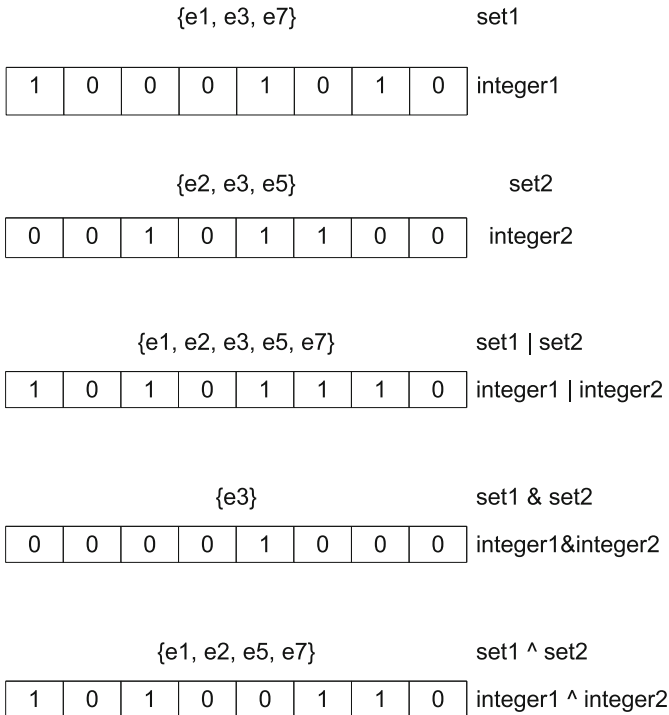 {e1, e3, e7} set1
1 0 0 0 1 0 1 0 integer1
{e2, e3, e5} set2
0 0 1 0 1 1 0 0 integer2
{e1, e2, e3, e5, e7} set1 | set2
1 0 1 0 1 1 1 0 integer1 | integer2
{e3} set1 & set2
0 0 0 0 1 0 0 0 integer1&integer2
{e1, e2, e5, e7} set1 ^ set2
1 0 1 0 0 1 1 0 integer1 ^ integer2